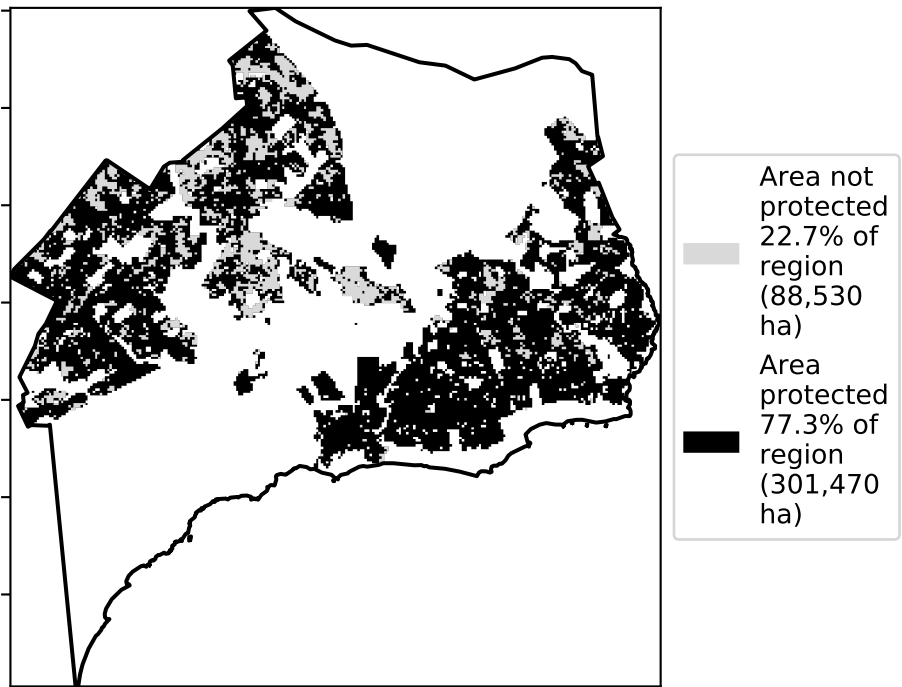 Area not
protected
22.7% of
region
(88,530
ha)
Area
protected
77.3% of
region
(301,470
ha)